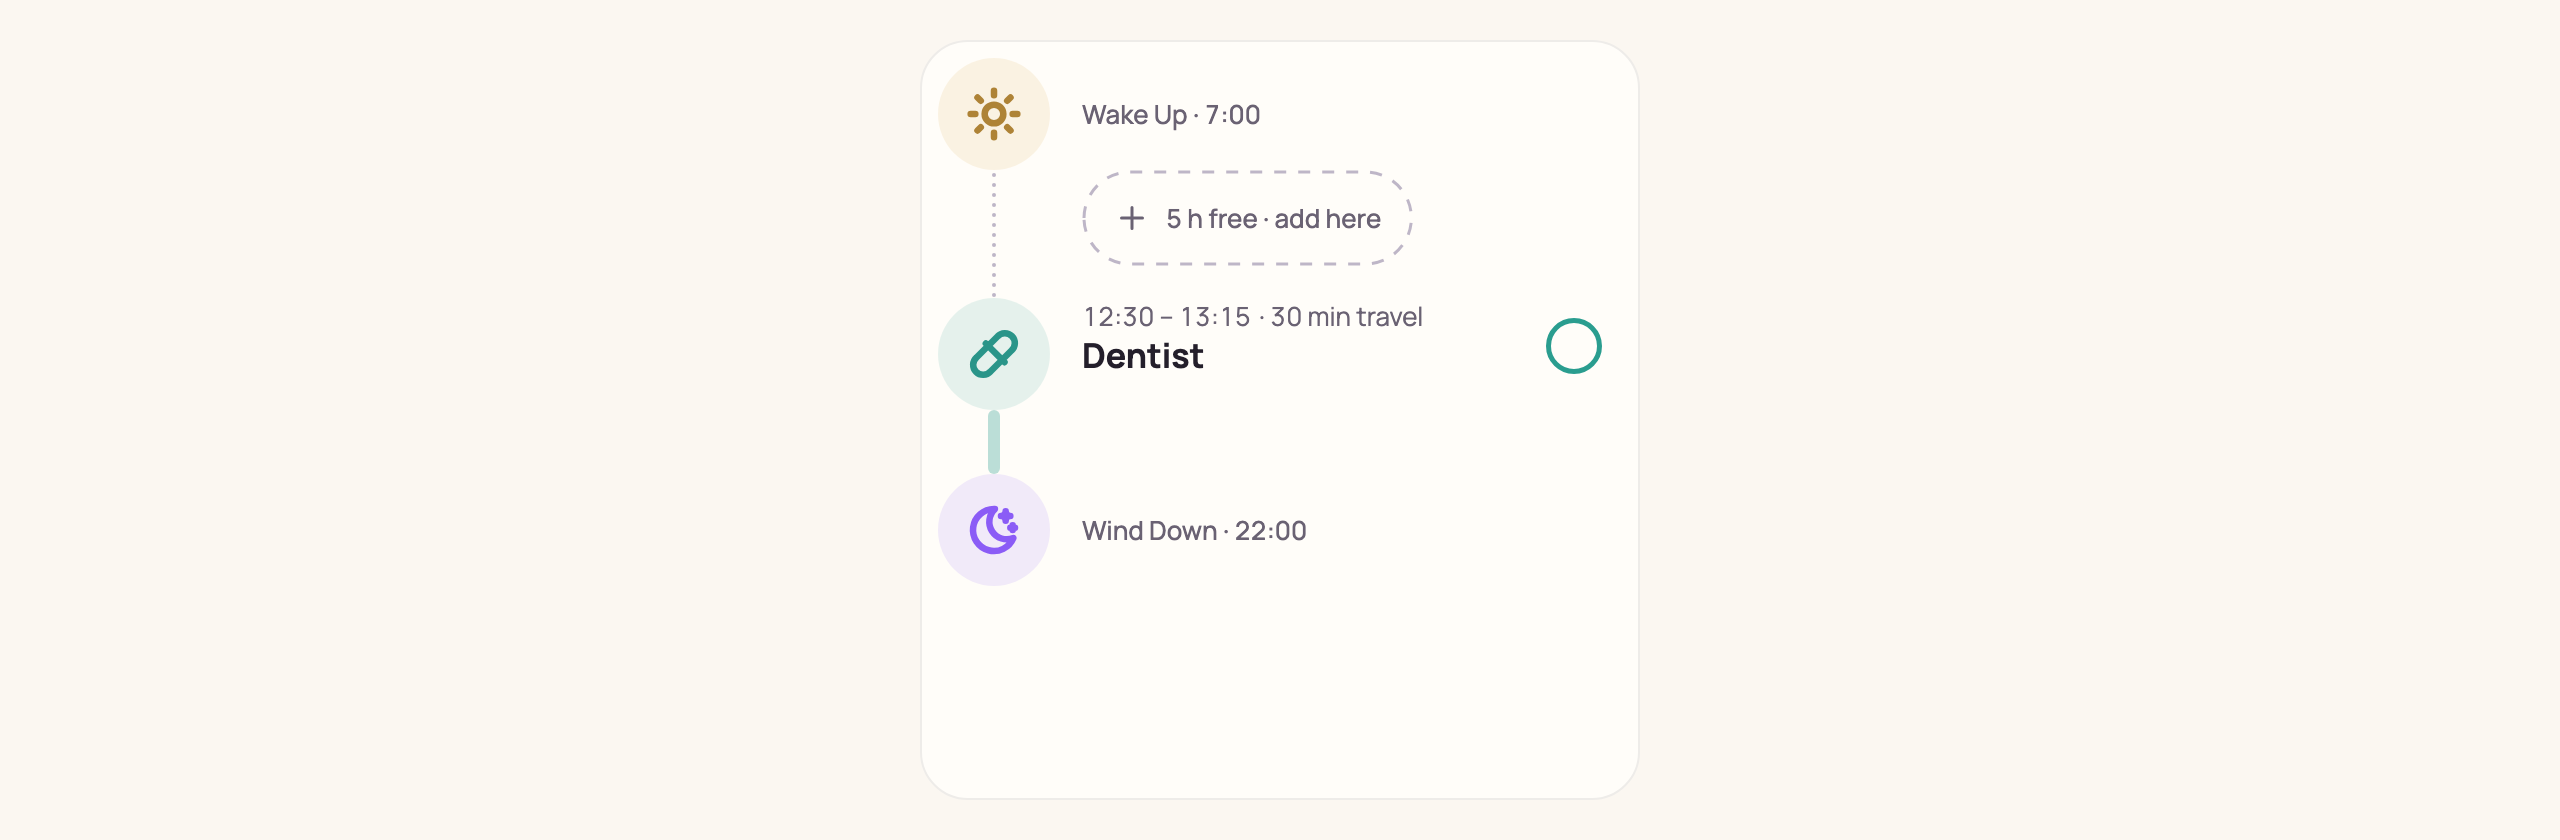 Wake Up · 7:00
5 h free · add here
12:30 – 13:15 · 30 min travel
Dentist
Wind Down · 22:00